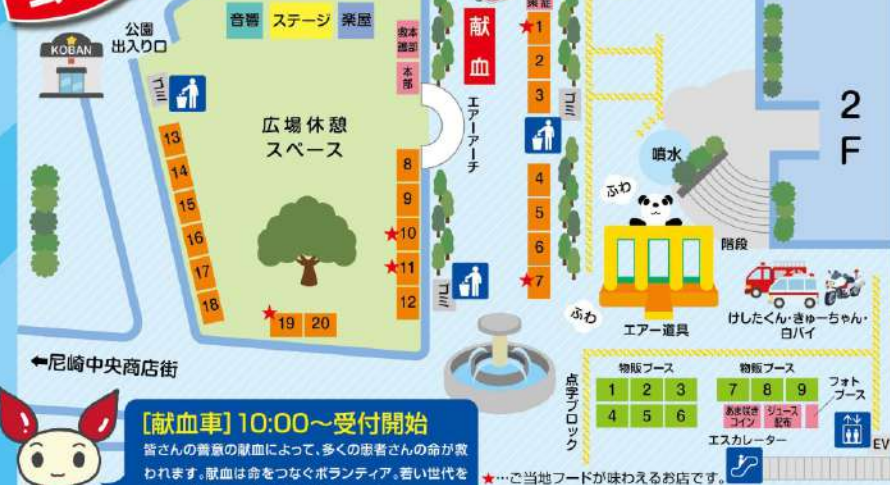 公園
出入り口
KOBAN
音響
ステージ
楽屋
救護
本部
本部
献血
1
2
3
ゴミ
ゴミ
13
14
15
16
17
18
広場休憩
スペース
エアーアーチ
8
9
★10
★11
12
ゴミ
★
19
20
★
4
5
6
★7
噴水
2F
ふわ
ふわ
階段
エアー遊具
けしたくん・きゅーちゃん・
白バイ
←尼崎中央商店街
点字ブロック
物販ブース
1 2 3
4 5 6
物販ブース
7 8 9
あま咲き
コイン
ジュース
配布
フォト
ブース
エスカレーター
EV
[献血車]10:00～受付開始
皆さんの善意の献血によって、多くの患者さんの命が救
われます。献血は命をつなぐボランティア。若い世代を
★…ご当地フードが味わえるお店です。